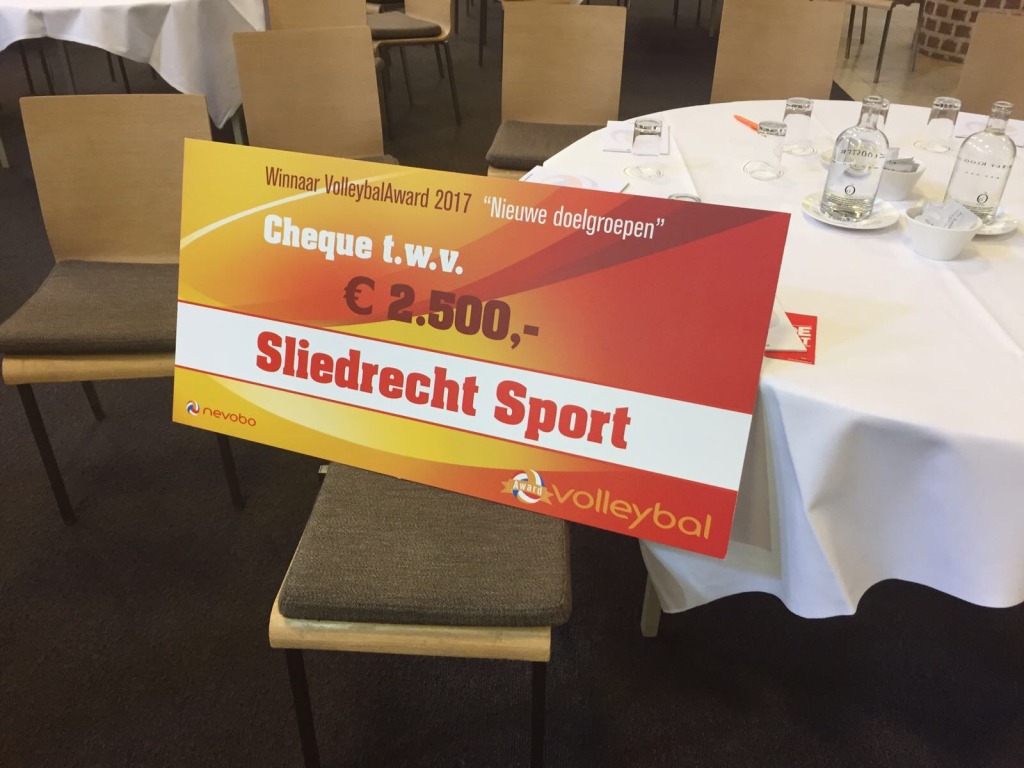 Winnaar VolleybalAward 2017 "Nieuwe doelgroepen"
Cheque t.w.v.
€ 2.500,-
Sliedrecht Sport
nevobo
Award
volleybal